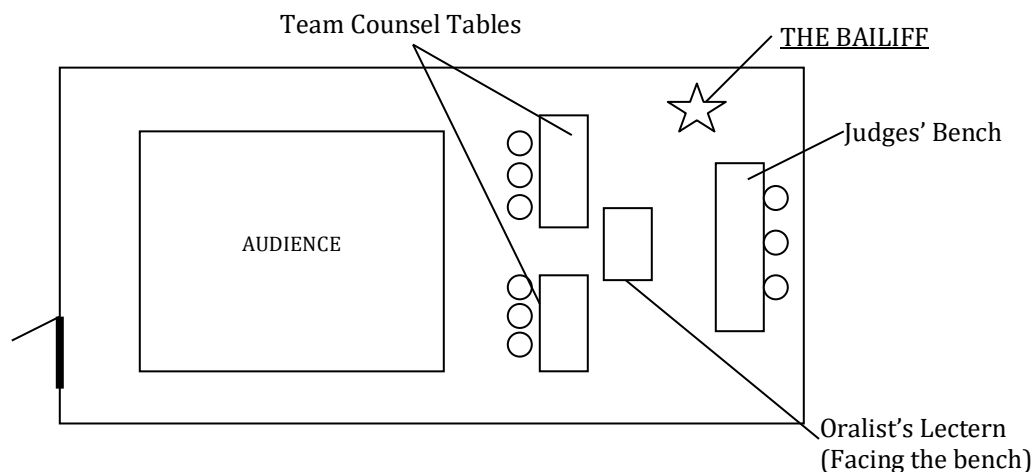 Team Counsel Tables
THE BAILIFF
Judges’ Bench
AUDIENCE
Oralist’s Lectern
(Facing the bench)